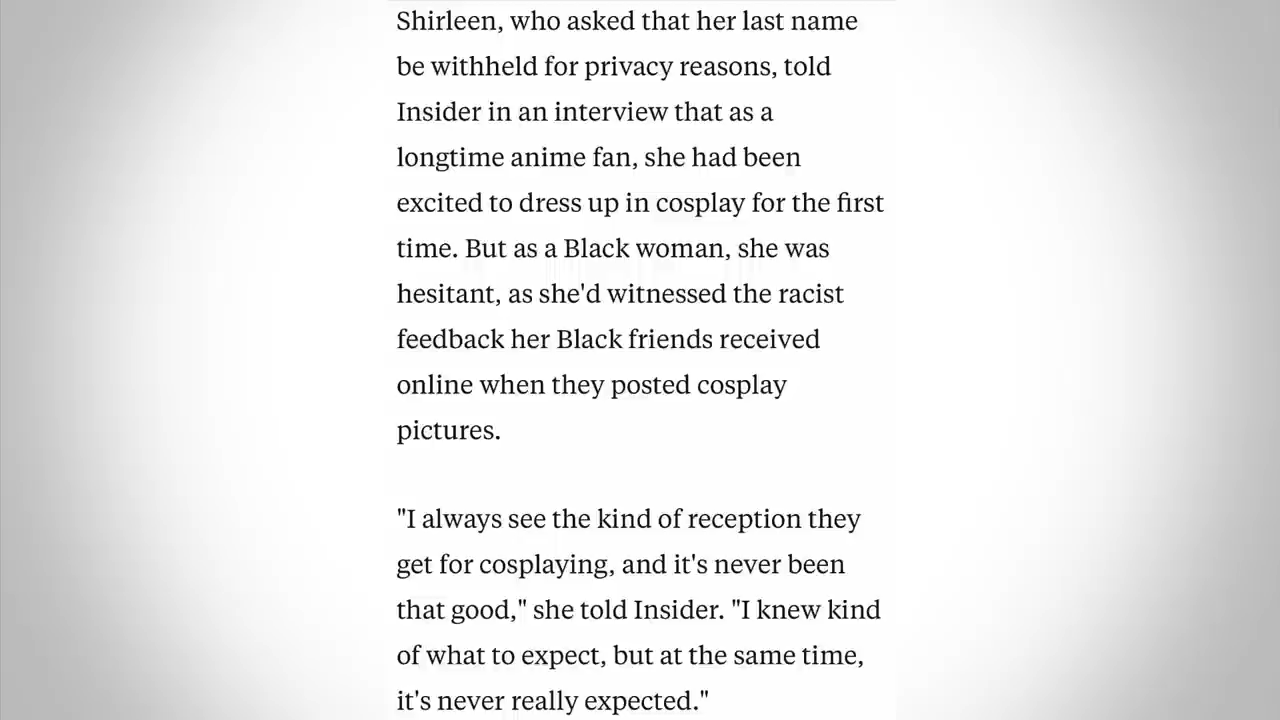 Shirleen, who asked that her last name
be withheld for privacy reasons, told
Insider in an interview that as a
longtime anime fan, she had been
excited to dress up in cosplay for the first
time. But as a Black woman, she was
hesitant, as she'd witnessed the racist
feedback her Black friends received
online when they posted cosplay
pictures.
"I always see the kind of reception they
get for cosplaying, and it's never been
that good," she told Insider. "I knew kind
of what to expect, but at the same time,
it's never really expected."